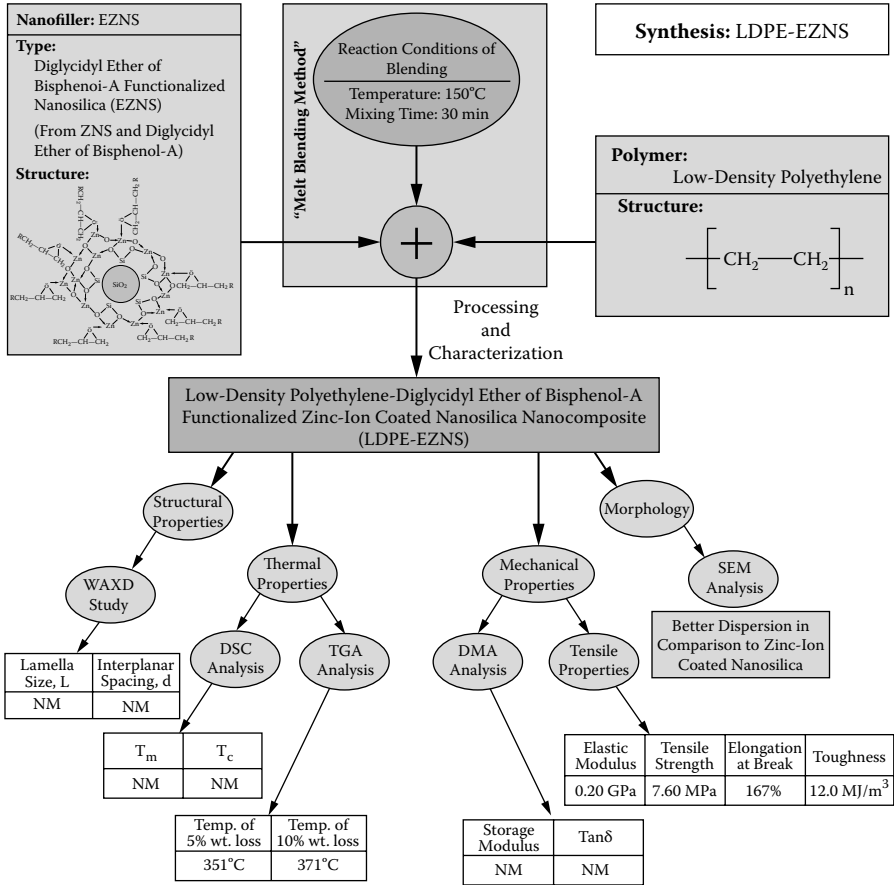 Nanofiller: EZNS
Type:
Diglycidyl Ether of
Bisphenoi-A Functionalized
Nanosilica (EZNS)
(From ZNS and Diglycidyl
Ether of Bisphenol-A)
Structure:
SiO2
"Melt Blending Method"
Reaction Conditions of
Blending
Temperature: 150°C
Mixing Time: 30 min
+
Synthesis: LDPE-EZNS
Polymer:
Low-Density Polyethylene
Structure:
CH2 CH2
n
Processing
and
Characterization
Low-Density Polyethylene-Diglycidyl Ether of Bisphenol-A
Functionalized Zinc-Ion Coated Nanosilica Nanocomposite
(LDPE-EZNS)
Structural
Properties
WAXD
Study
Lamella
Size, L
Interplanar
Spacing, d
NM
NM
Thermal
Properties
DSC
Analysis
Tm
Tc
NM
NM
TGA
Analysis
Temp. of
5% wt. loss
Temp. of
10% wt. loss
351°C
371°C
Mechanical
Properties
DMA
Analysis
Storage
Modulus
Tanδ
NM
NM
Tensile
Properties
Elastic
Modulus
Tensile
Strength
Elongation
at Break
Toughness
0.20 GPa
7.60 MPa
167%
12.0 MJ/m³
Morphology
SEM
Analysis
Better Dispersion in
Comparison to Zinc-Ion
Coated Nanosilica